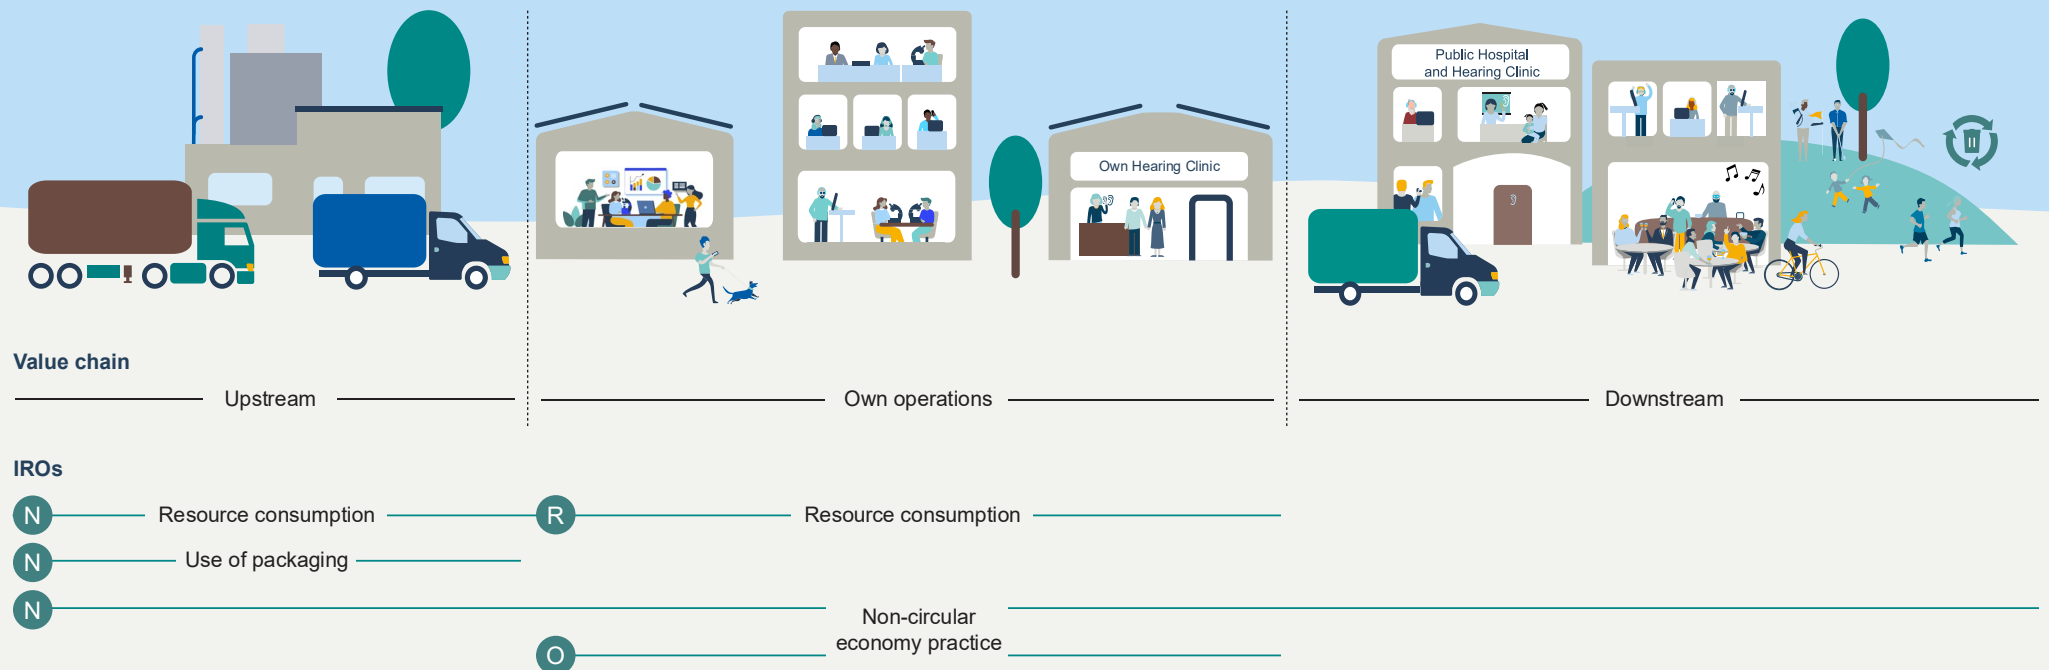 Public Hospital
and Hearing Clinic
Own Hearing Clinic
Value chain
Upstream
Own operations
Downstream
IROs
N Resource consumption R Resource consumption
N Use of packaging
N
Non-circular
economy practice
O